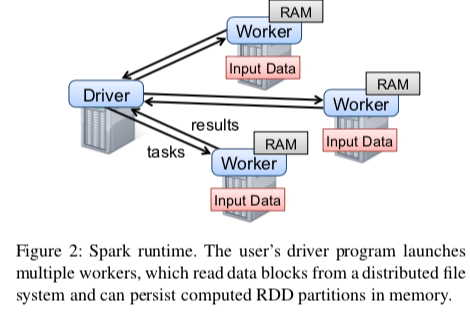 RAM
Worker
Input Data
RAM
Driver
Worker
results
RAM
Input Data
tasks
Worker
Input Data
Figure 2: Spark runtime. The user's driver program launches
multiple workers, which read data blocks from a distributed file
system and can persist computed RDD partitions in memory.